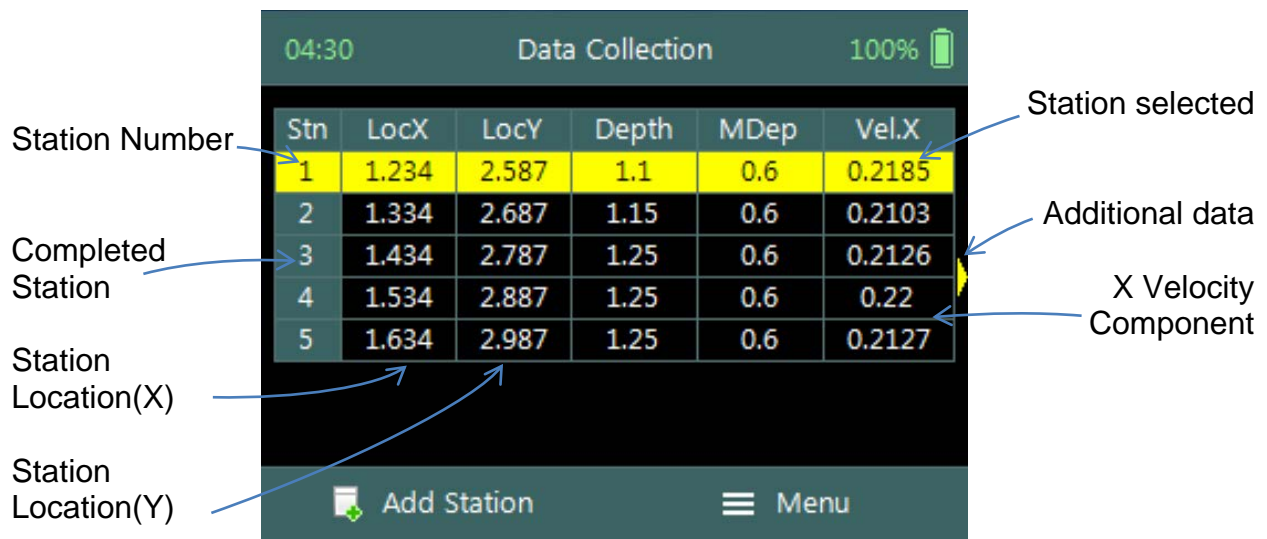 04:30 Data Collection 100%
Station selected
Station Number
Stn LocX LocY Depth MDep Vel.X
1 1.234 2.587 1.1 0.6 0.2185
2 1.334 2.687 1.15 0.6 0.2103
Additional data
Completed
Station
3 1.434 2.787 1.25 0.6 0.2126
4 1.534 2.887 1.25 0.6 0.22
X Velocity
Component
5 1.634 2.987 1.25 0.6 0.2127
Station
Location(X)
Station
Location(Y)
Add Station Menu